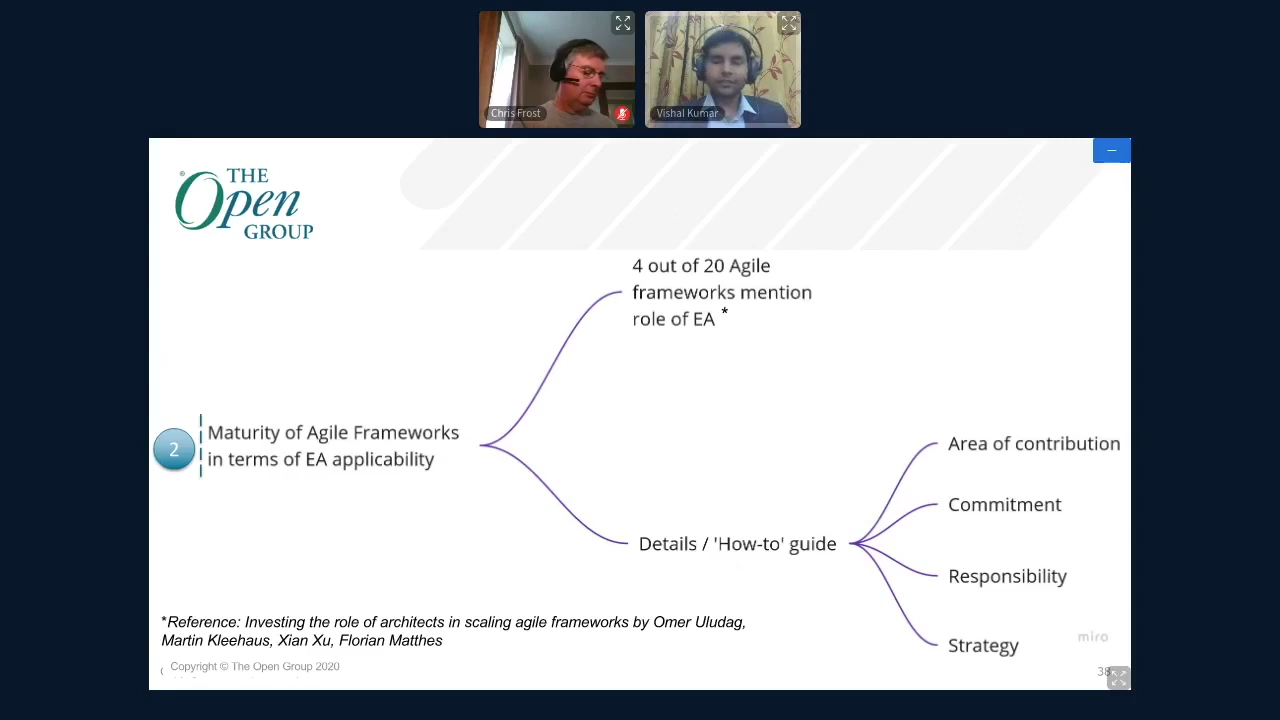 Chris Frost
Vishal Kumar
THE
Open
GROUP
®
4 out of 20 Agile
frameworks mention
role of EA *
2
Maturity of Agile Frameworks
in terms of EA applicability
Details / 'How-to' guide
Area of contribution
Commitment
Responsibility
Strategy
*Reference: Investing the role of architects in scaling agile frameworks by Omer Uludag,
Martin Kleehaus, Xian Xu, Florian Matthes
miro
Copyright © The Open Group 2020
38